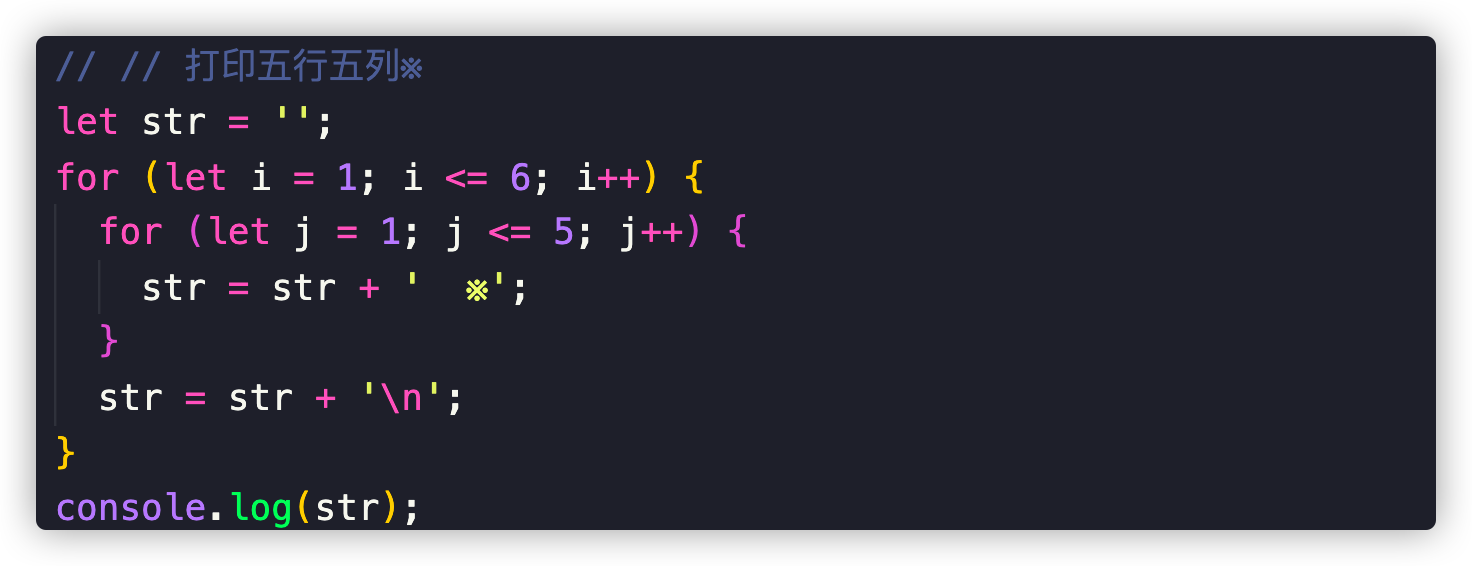 // // 打印五行五列※
let str = '';
for (let i = 1; i <= 6; i++) {
  for (let j = 1; j <= 5; j++) {
    str = str + '  ※';
  }
  str = str + '\n';
}
console.log(str);